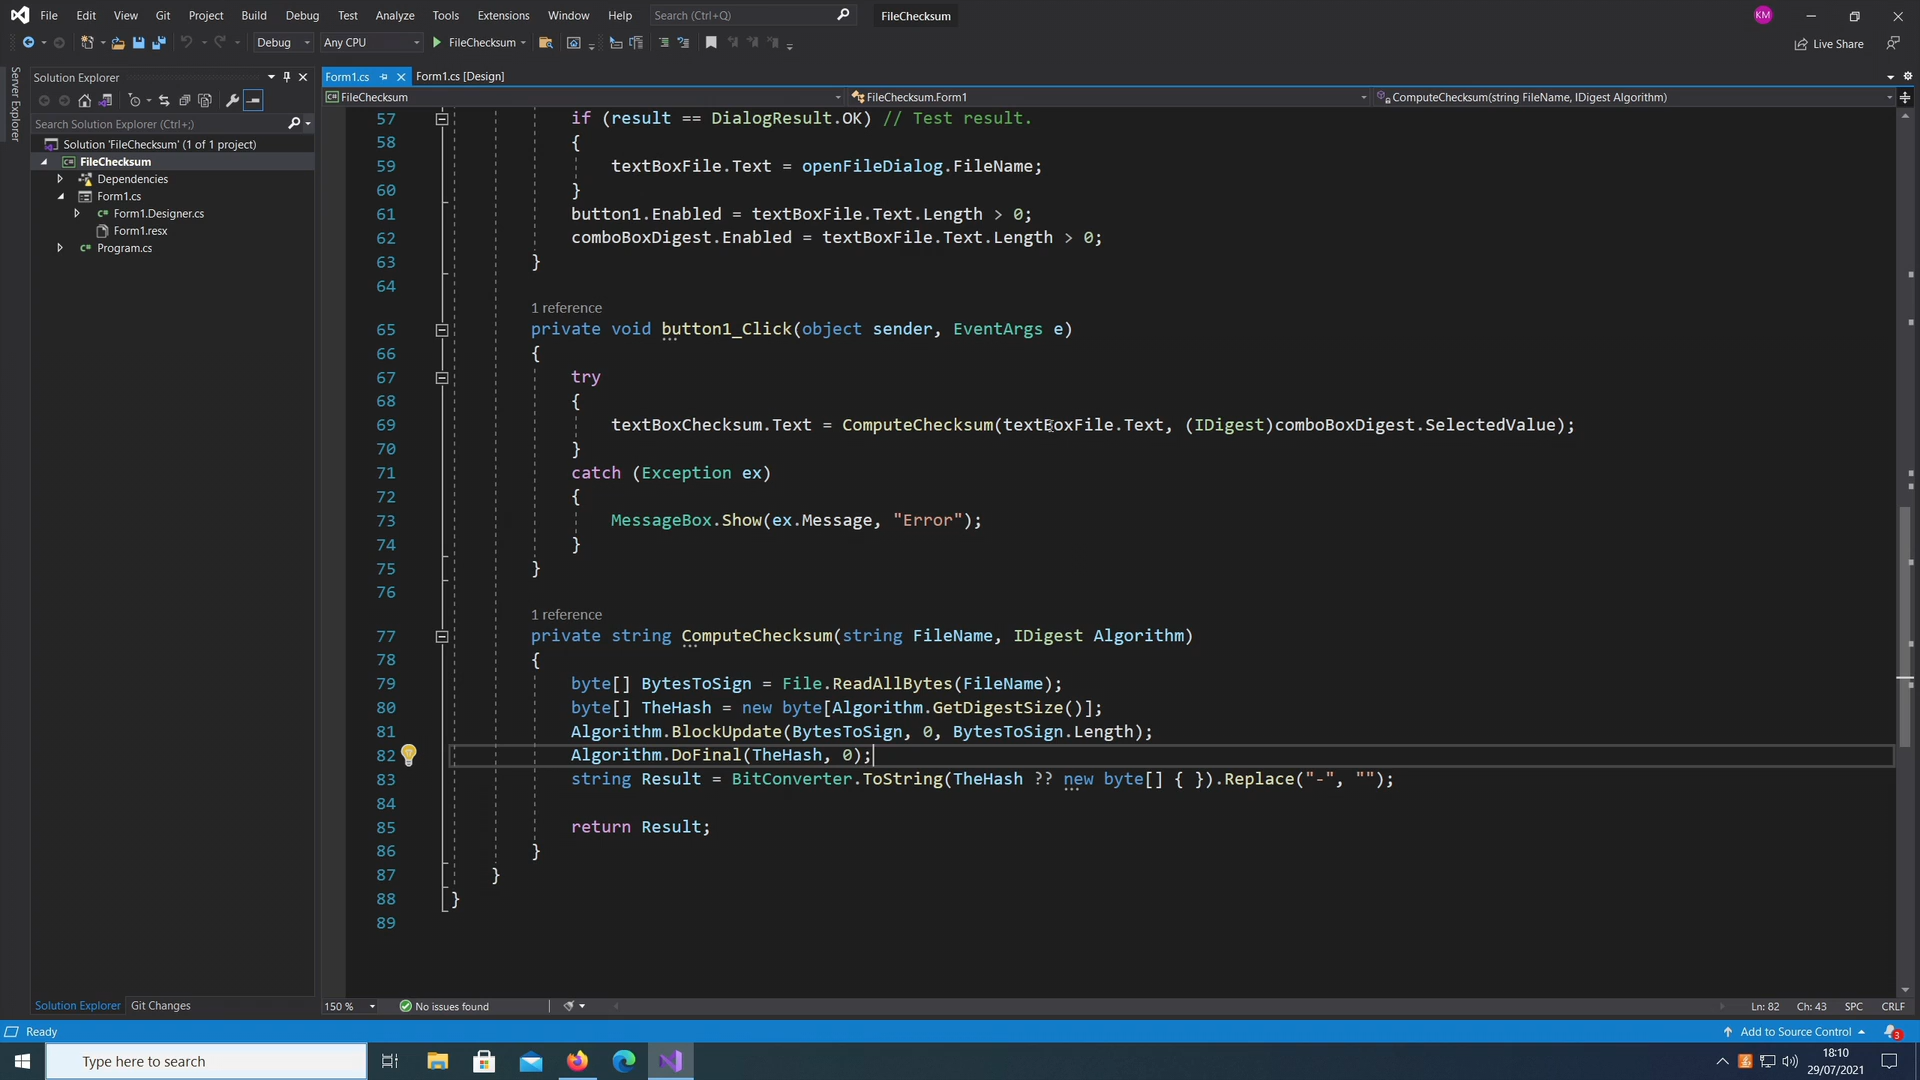 File Edit View Git Project Build Debug Test Analyze Tools Extensions Window Help Search (Ctrl+Q) FileChecksum KM
Debug Any CPU FileChecksum Live Share
Server Explorer
Solution Explorer
Search Solution Explorer (Ctrl+;)
Solution 'FileChecksum' (1 of 1 project)
FileChecksum
Dependencies
Form1.cs
Form1.Designer.cs
Form1.resx
Program.cs
Form1.cs Form1.cs [Design]
FileChecksum FileChecksum.Form1 ComputeChecksum(string FileName, IDigest Algorithm)
57 if (result == DialogResult.OK) // Test result.
58 {
59 textBoxFile.Text = openFileDialog.FileName;
60 }
61 button1.Enabled = textBoxFile.Text.Length > 0;
62 comboBoxDigest.Enabled = textBoxFile.Text.Length > 0;
63 }
64
1 reference
65 private void button1_Click(object sender, EventArgs e)
66 {
67 try
68 {
69 textBoxChecksum.Text = ComputeChecksum(textBoxFile.Text, (IDigest)comboBoxDigest.SelectedValue);
70 }
71 catch (Exception ex)
72 {
73 MessageBox.Show(ex.Message, "Error");
74 }
75 }
76
1 reference
77 private string ComputeChecksum(string FileName, IDigest Algorithm)
78 {
79 byte[] BytesToSign = File.ReadAllBytes(FileName);
80 byte[] TheHash = new byte[Algorithm.GetDigestSize()];
81 Algorithm.BlockUpdate(BytesToSign, 0, BytesToSign.Length);
82 Algorithm.DoFinal(TheHash, 0);
83 string Result = BitConverter.ToString(TheHash ?? new byte[] { }).Replace("-", "");
84
85 return Result;
86 }
87 }
88 }
89
Solution Explorer Git Changes
150 % No issues found Ln: 82 Ch: 43 SPC CRLF
Ready Add to Source Control 3
Type here to search
18:10
29/07/2021